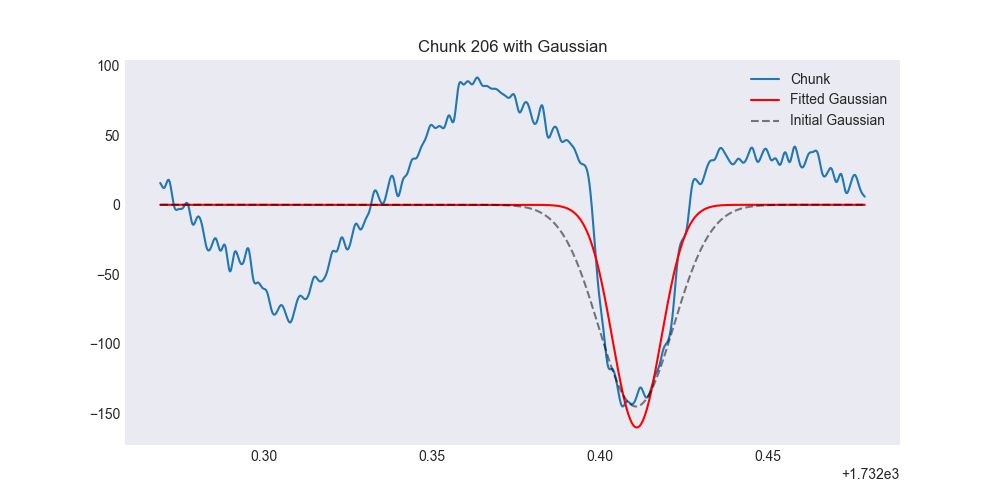 Chunk 206 with Gaussian
100
50
0
−50
−100
−150
Chunk
Fitted Gaussian
Initial Gaussian
0.30 0.35 0.40 0.45
+1.732e3